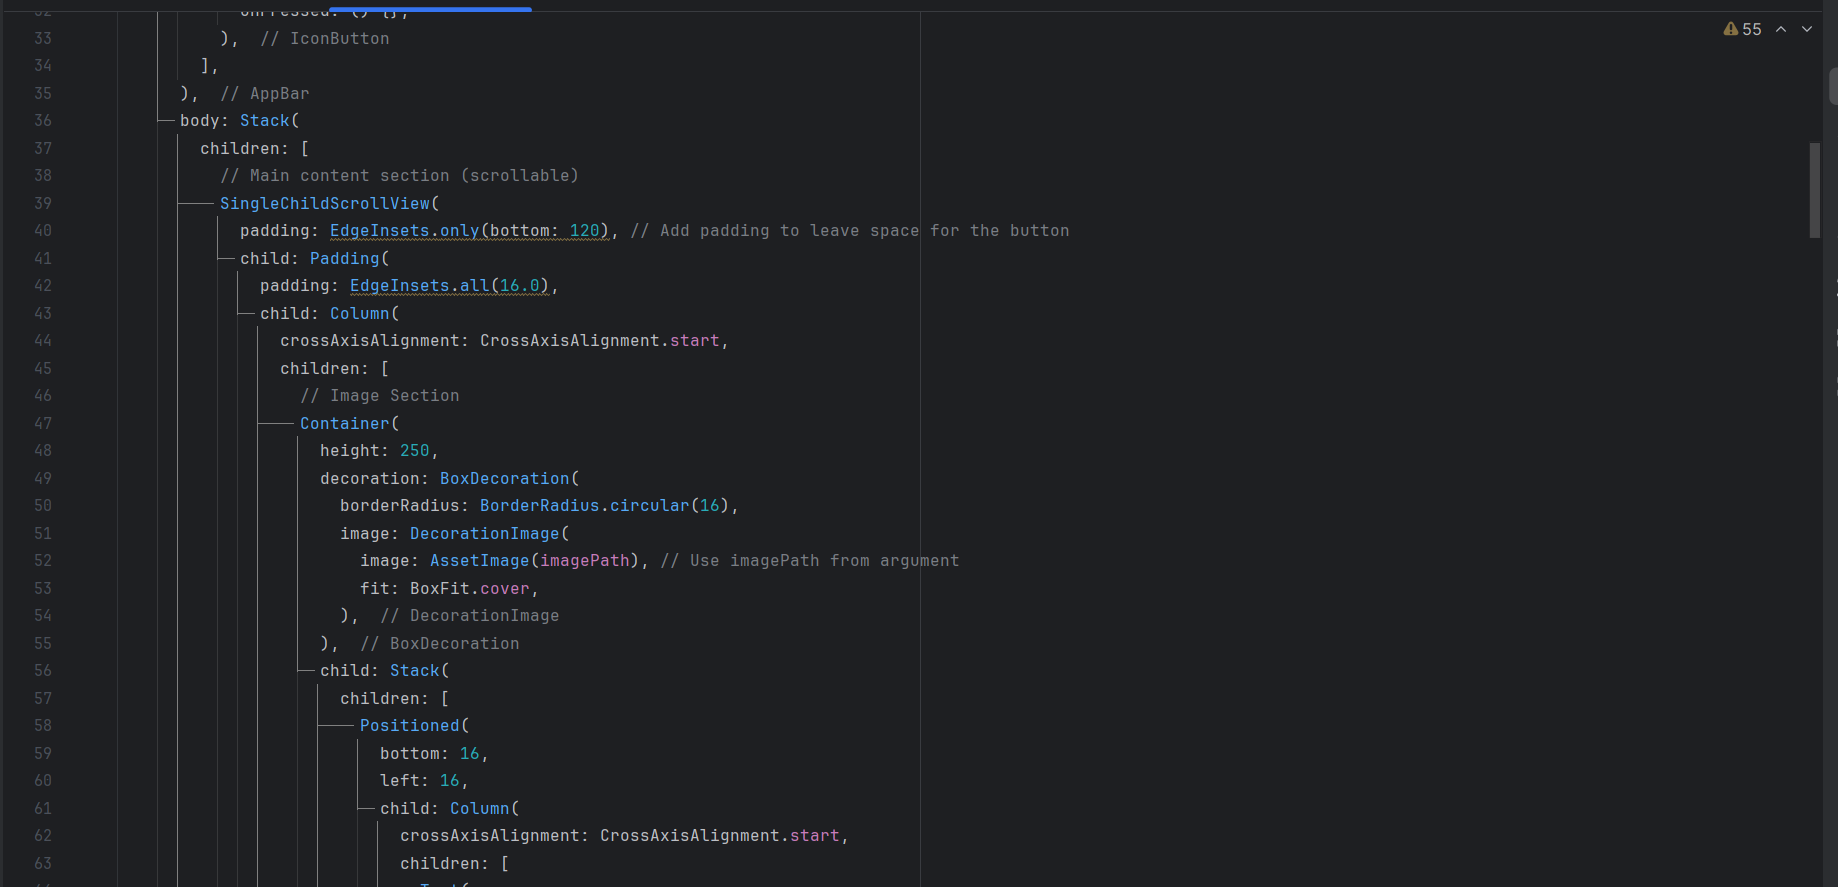 32 onPressed: () {},
33 ), // IconButton
34 ],
35 ), // AppBar
36 body: Stack(
37 children: [
38 // Main content section (scrollable)
39 SingleChildScrollView(
40 padding: EdgeInsets.only(bottom: 120), // Add padding to leave space for the button
41 child: Padding(
42 padding: EdgeInsets.all(16.0),
43 child: Column(
44 crossAxisAlignment: CrossAxisAlignment.start,
45 children: [
46 // Image Section
47 Container(
48 height: 250,
49 decoration: BoxDecoration(
50 borderRadius: BorderRadius.circular(16),
51 image: DecorationImage(
52 image: AssetImage(imagePath), // Use imagePath from argument
53 fit: BoxFit.cover,
54 ), // DecorationImage
55 ), // BoxDecoration
56 child: Stack(
57 children: [
58 Positioned(
59 bottom: 16,
60 left: 16,
61 child: Column(
62 crossAxisAlignment: CrossAxisAlignment.start,
63 children: [
Text(
55